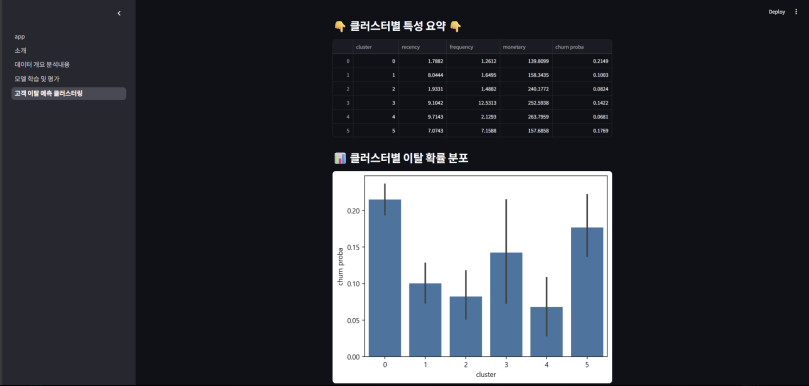 Deploy
app
소개
데이터 개요 분석내용
모델 학습 및 평가
고객 이탈 예측 클러스터링
클러스터별 특성 요약
cluster recency frequency monetary churn proba
0 0 1.7882 1.2612 139.8099 0.2149
1 1 8.0444 1.6495 158.3435 0.1003
2 2 1.9331 1.4882 240.1772 0.0824
3 3 9.1042 12.5313 252.5938 0.1422
4 4 9.7143 2.1293 263.7959 0.0681
5 5 7.0743 7.1588 157.6858 0.1769
클러스터별 이탈 확률 분포
churn proba
0.20
0.15
0.10
0.05
0.00
0 1 2 3 4 5
cluster